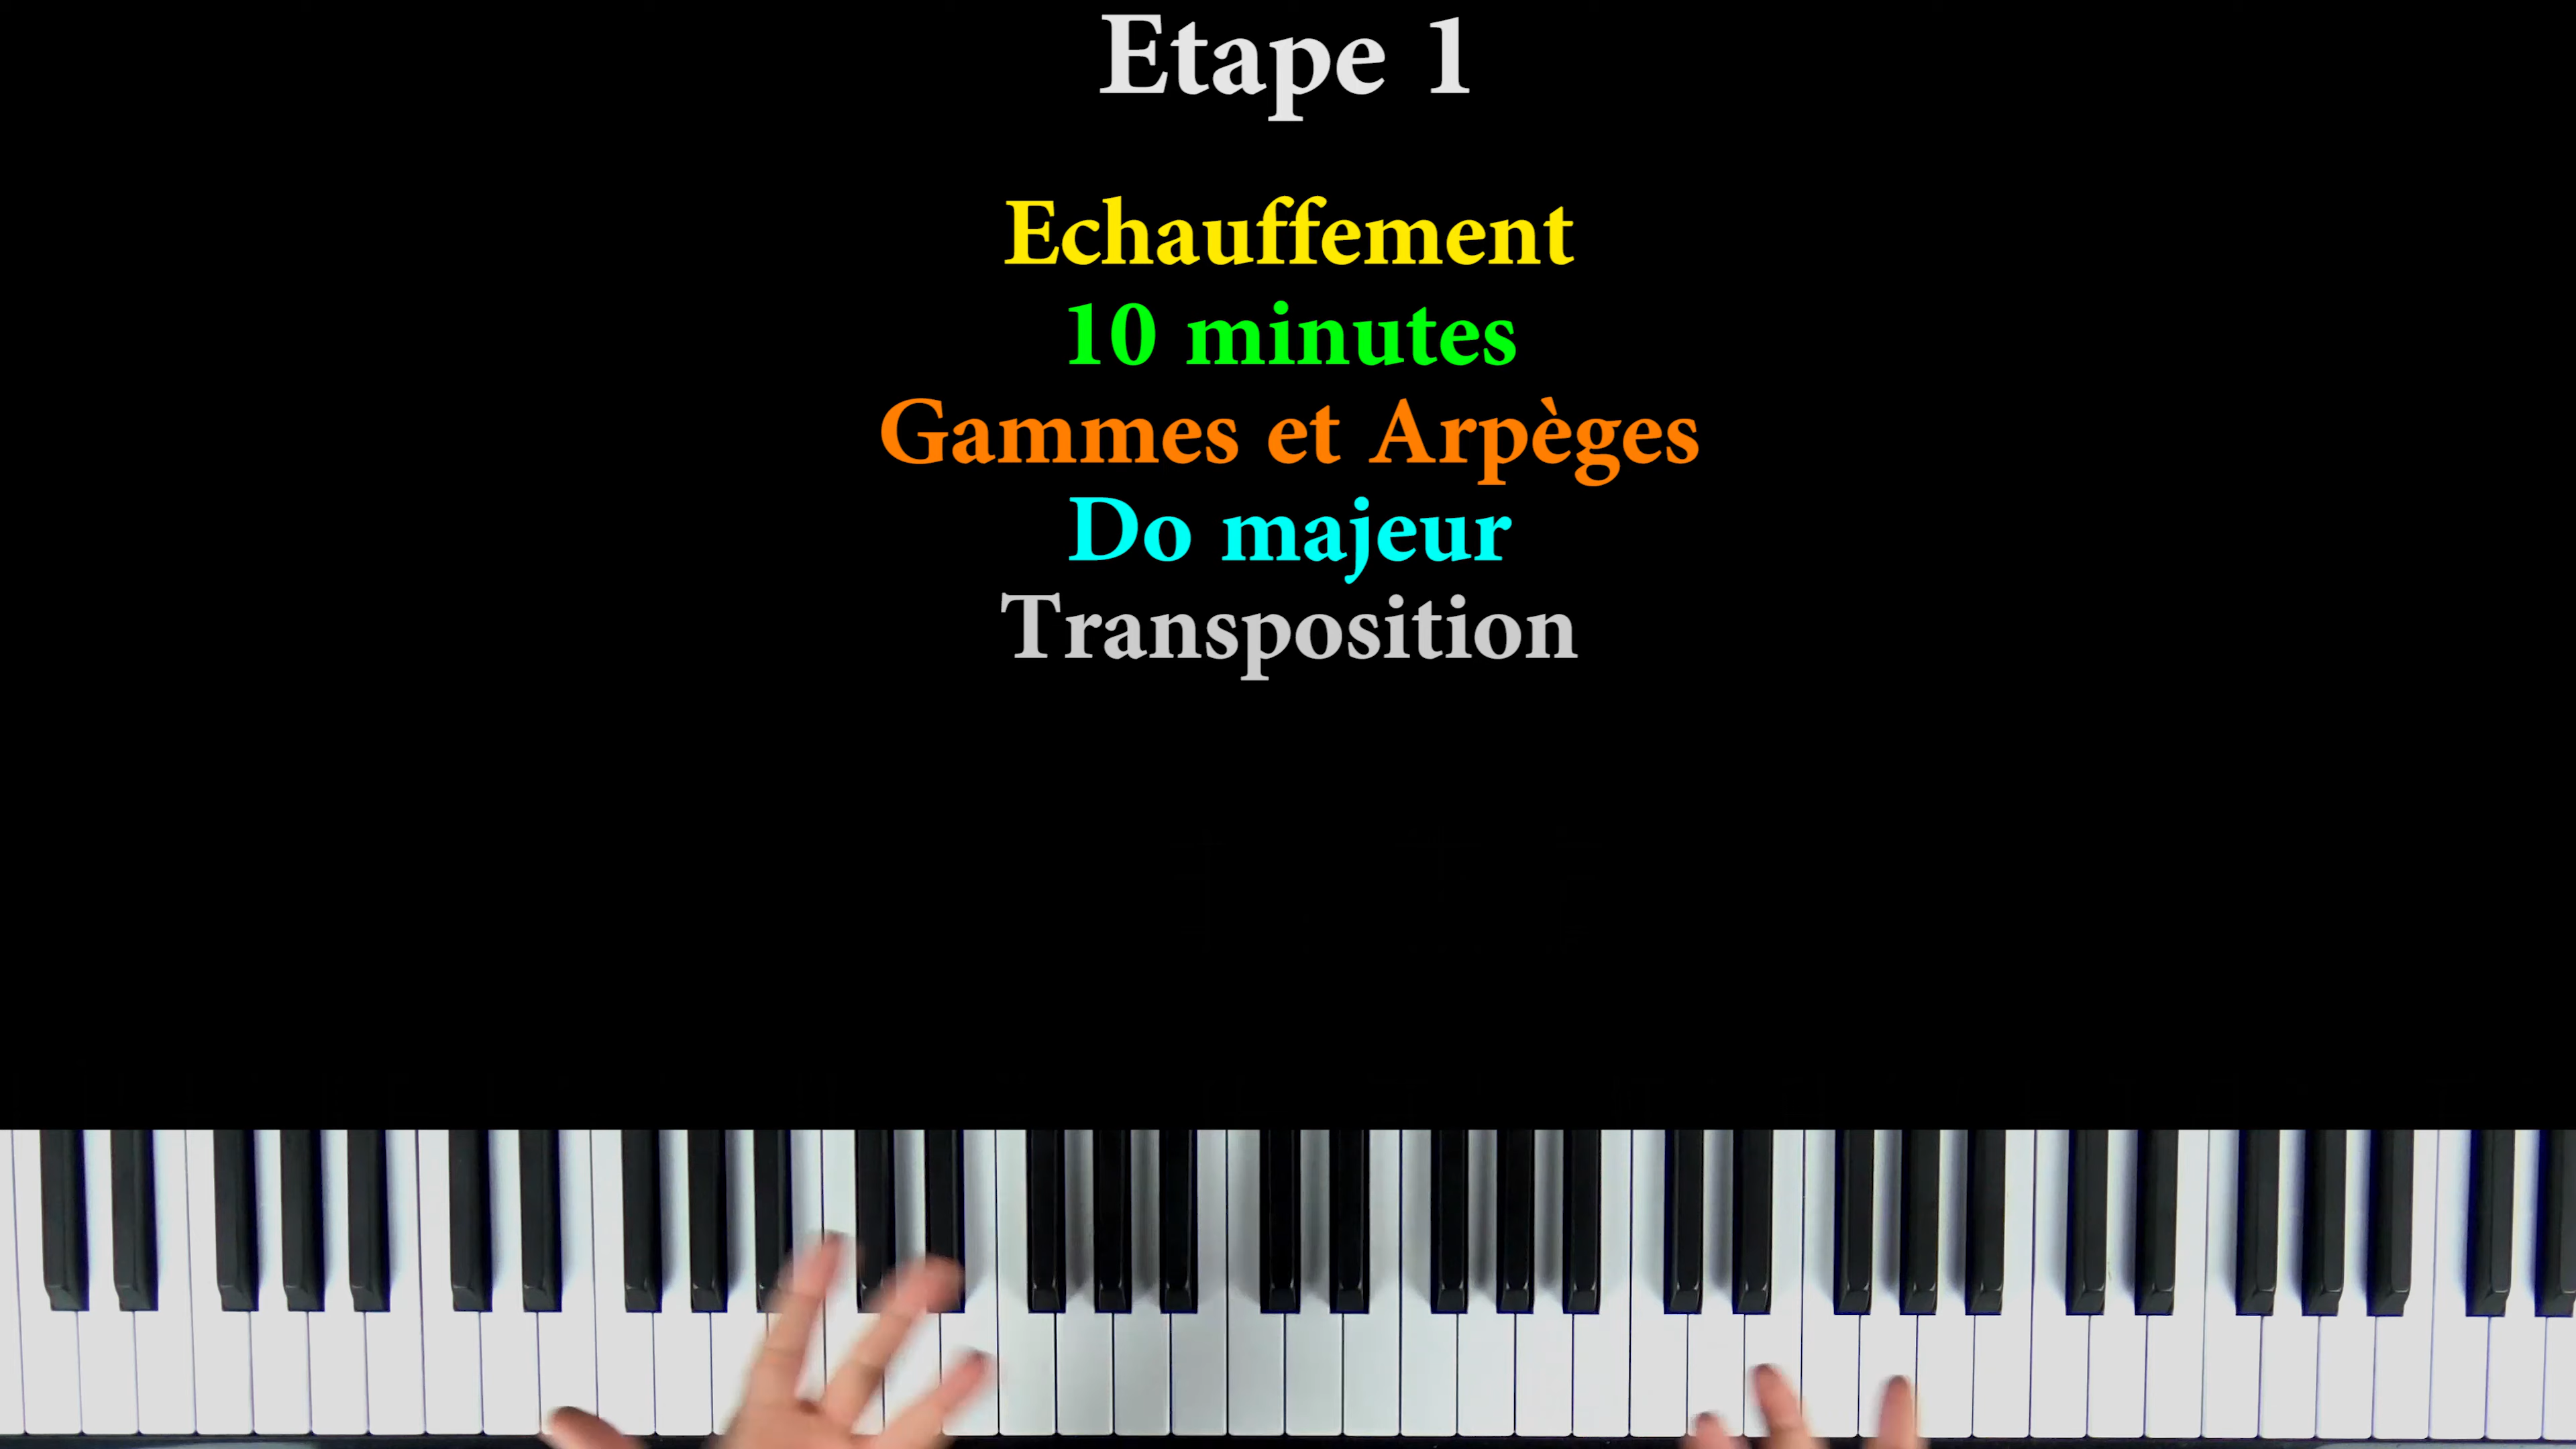 Etape 1
Echauffement
10 minutes
Gammes et Arpèges
Do majeur
Transposition